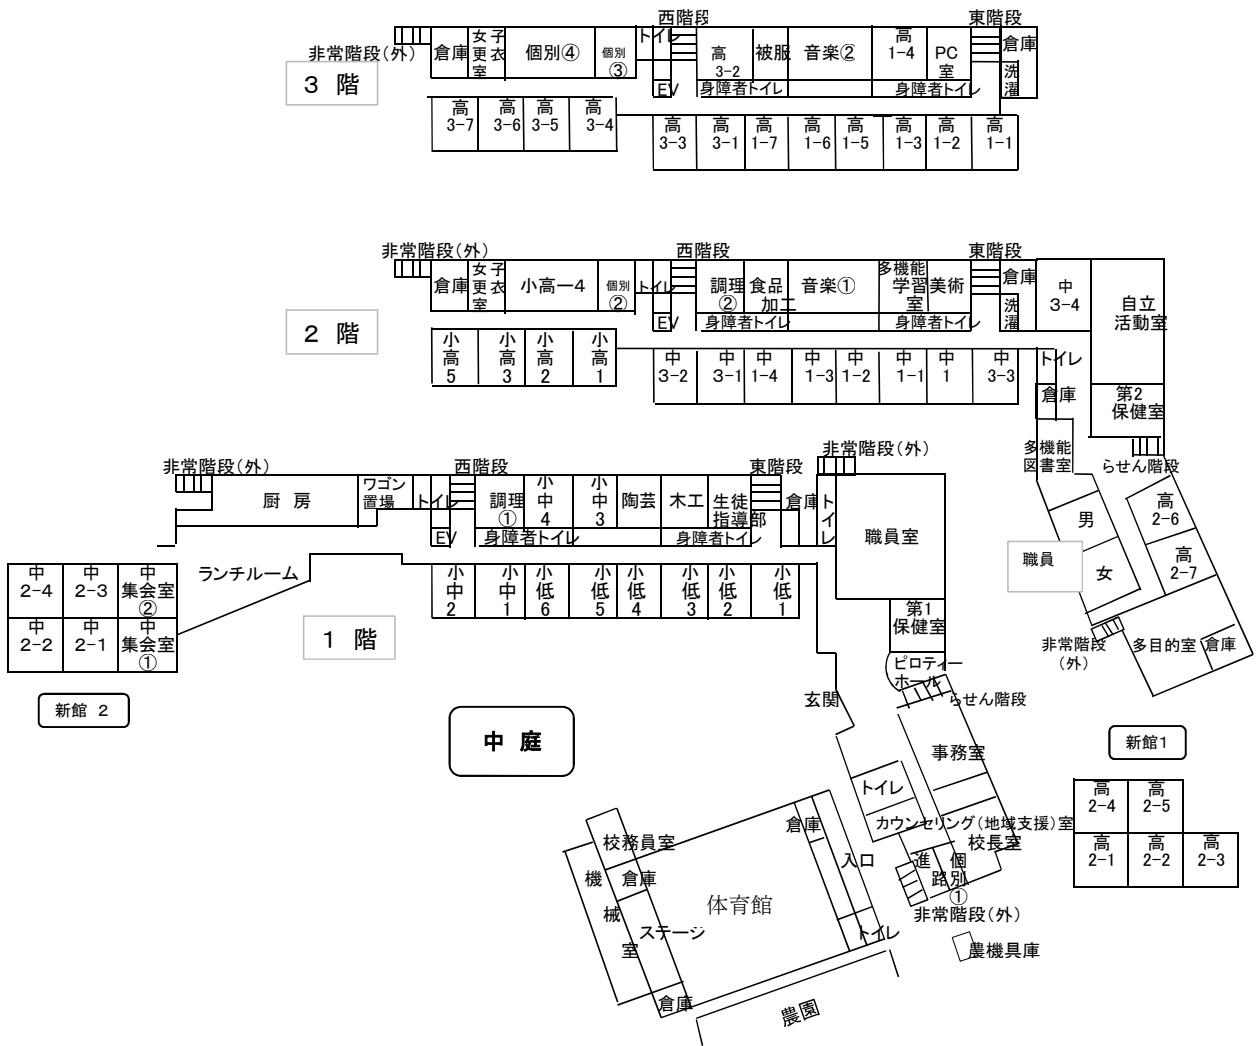 西階段
東階段
非常階段(外)
倉庫
女子
更衣
室
個別④
個別
③
トイレ
高
3-2
被服
音楽②
高
1-4
PC
室
倉庫
洗
濯
EV
身障者トイレ
身障者トイレ
3 階
高
3-7
高
3-6
高
3-5
高
3-4
高
3-3
高
3-1
高
1-7
高
1-6
高
1-5
高
1-3
高
1-2
高
1-1
非常階段(外)
西階段
東階段
倉庫
女子
更衣
室
小高一4
個別
②
トイレ
調理
②
食品
加工
音楽①
多機能
学習
室
美術
倉庫
洗
濯
中
3-4
自立
活動室
EV
身障者トイレ
身障者トイレ
2 階
小
高
5
小
高
3
小
高
2
小
高
1
中
3-2
中
3-1
中
1-4
中
1-3
中
1-2
中
1-1
中
1
中
3-3
トイレ
倉庫
第2
保健室
多機能
図書室
らせん階段
男
女
職員
高
2-6
高
2-7
非常階段
(外)
多目的室
倉庫
非常階段(外)
西階段
東階段
非常階段(外)
厨 房
ワゴン
置場
トイレ
調理
①
小
中
4
小
中
3
陶芸
木工
生徒
指導部
倉庫
ト
イ
レ
職員室
EV
身障者トイレ
身障者トイレ
中
2-4
中
2-3
中
集会室
②
ランチルーム
小
中
2
小
中
1
小
低
6
小
低
5
小
低
4
小
低
3
小
低
2
小
低
1
第1
保健室
中
2-2
中
2-1
中
集会室
①
1 階
ピロティー
ホール
玄関
らせん階段
新館 2
中 庭
事務室
新館1
トイレ
高
2-4
高
2-5
高
2-1
高
2-2
高
2-3
カウンセリング(地域支援)室
校長室
倉庫
校務員室
入口
進
路
個
別
①
機
械
室
倉庫
体育館
ステージ
トイレ
非常階段(外)
農機具庫
倉庫
農園